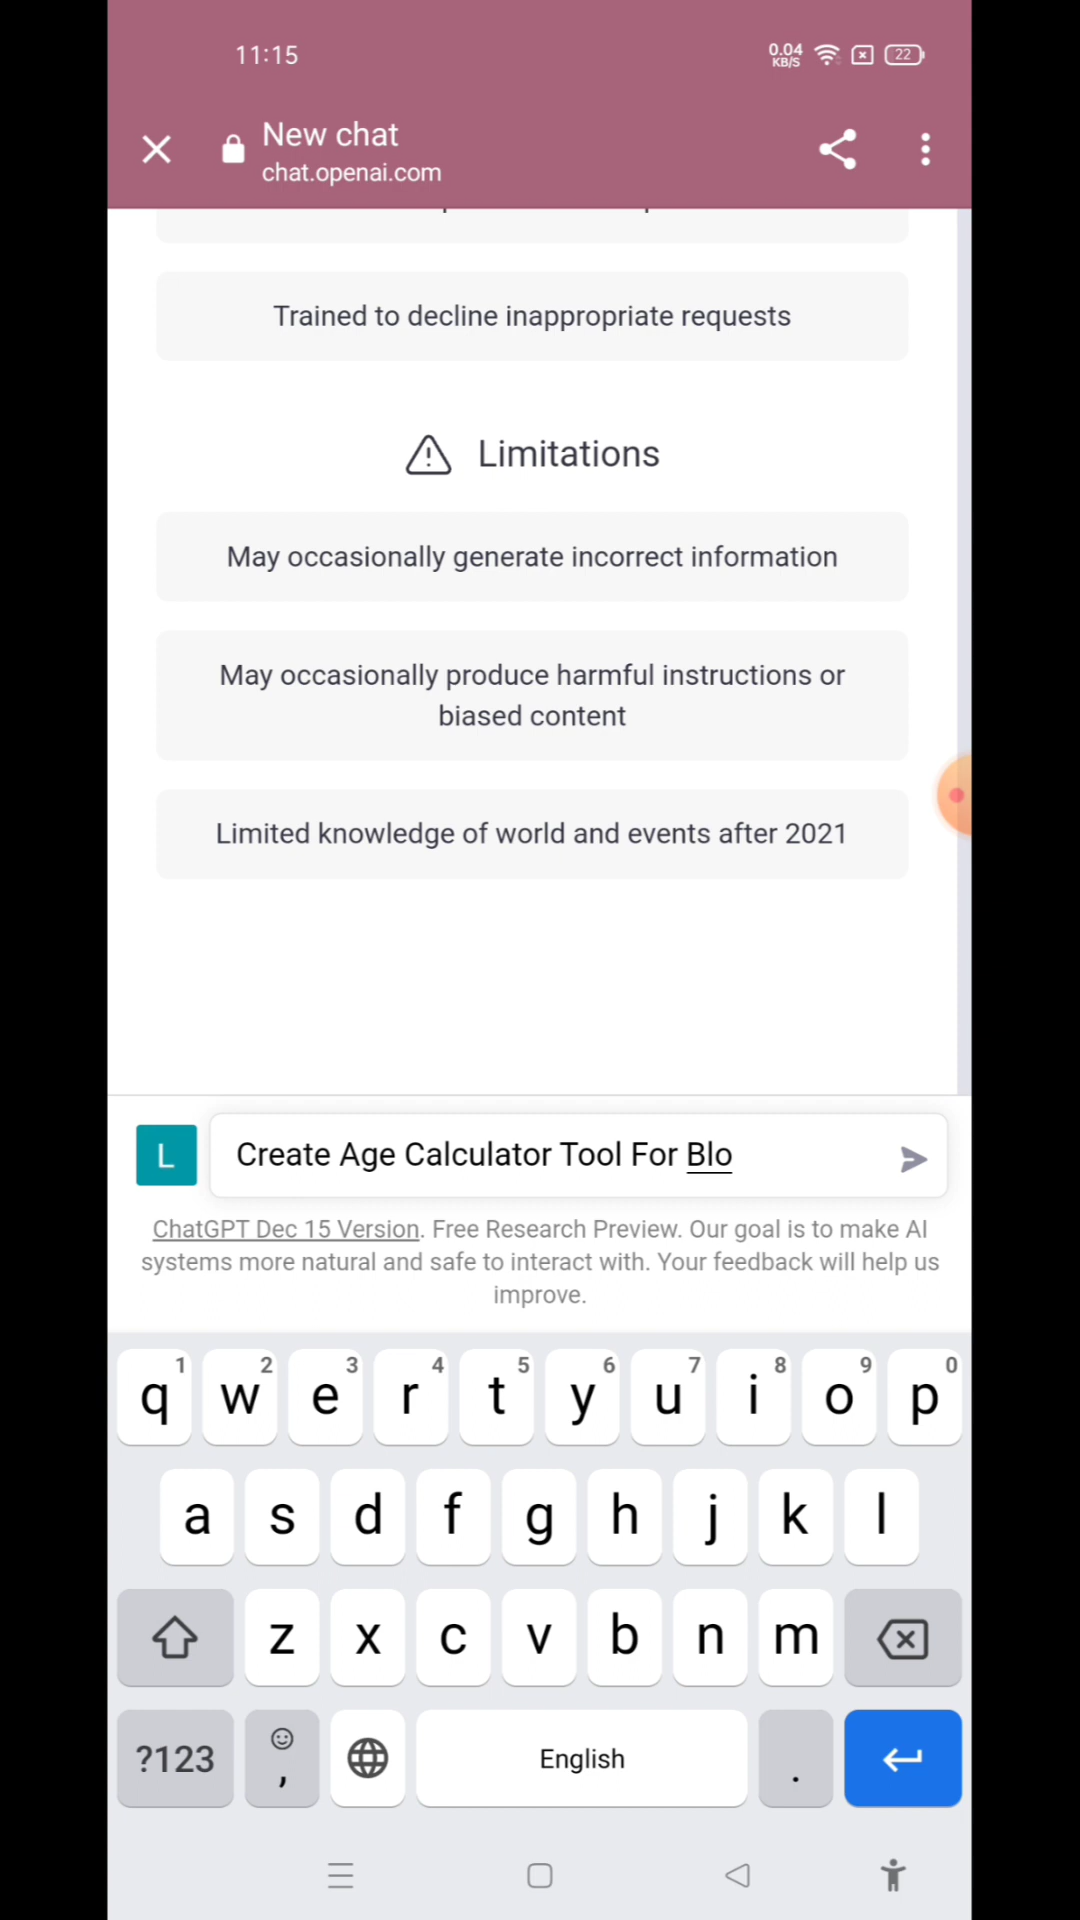 11:15
0.04
KB/S
22
New chat
chat.openai.com
Trained to decline inappropriate requests
Limitations
May occasionally generate incorrect information
May occasionally produce harmful instructions or
biased content
Limited knowledge of world and events after 2021
L
Create Age Calculator Tool For Blo
ChatGPT Dec 15 Version. Free Research Preview. Our goal is to make AI
systems more natural and safe to interact with. Your feedback will help us
improve.
1 2 3 4 5 6 7 8 9 0
q w e r t y u i o p
a s d f g h j k l
z x c v b n m
?123 , English .